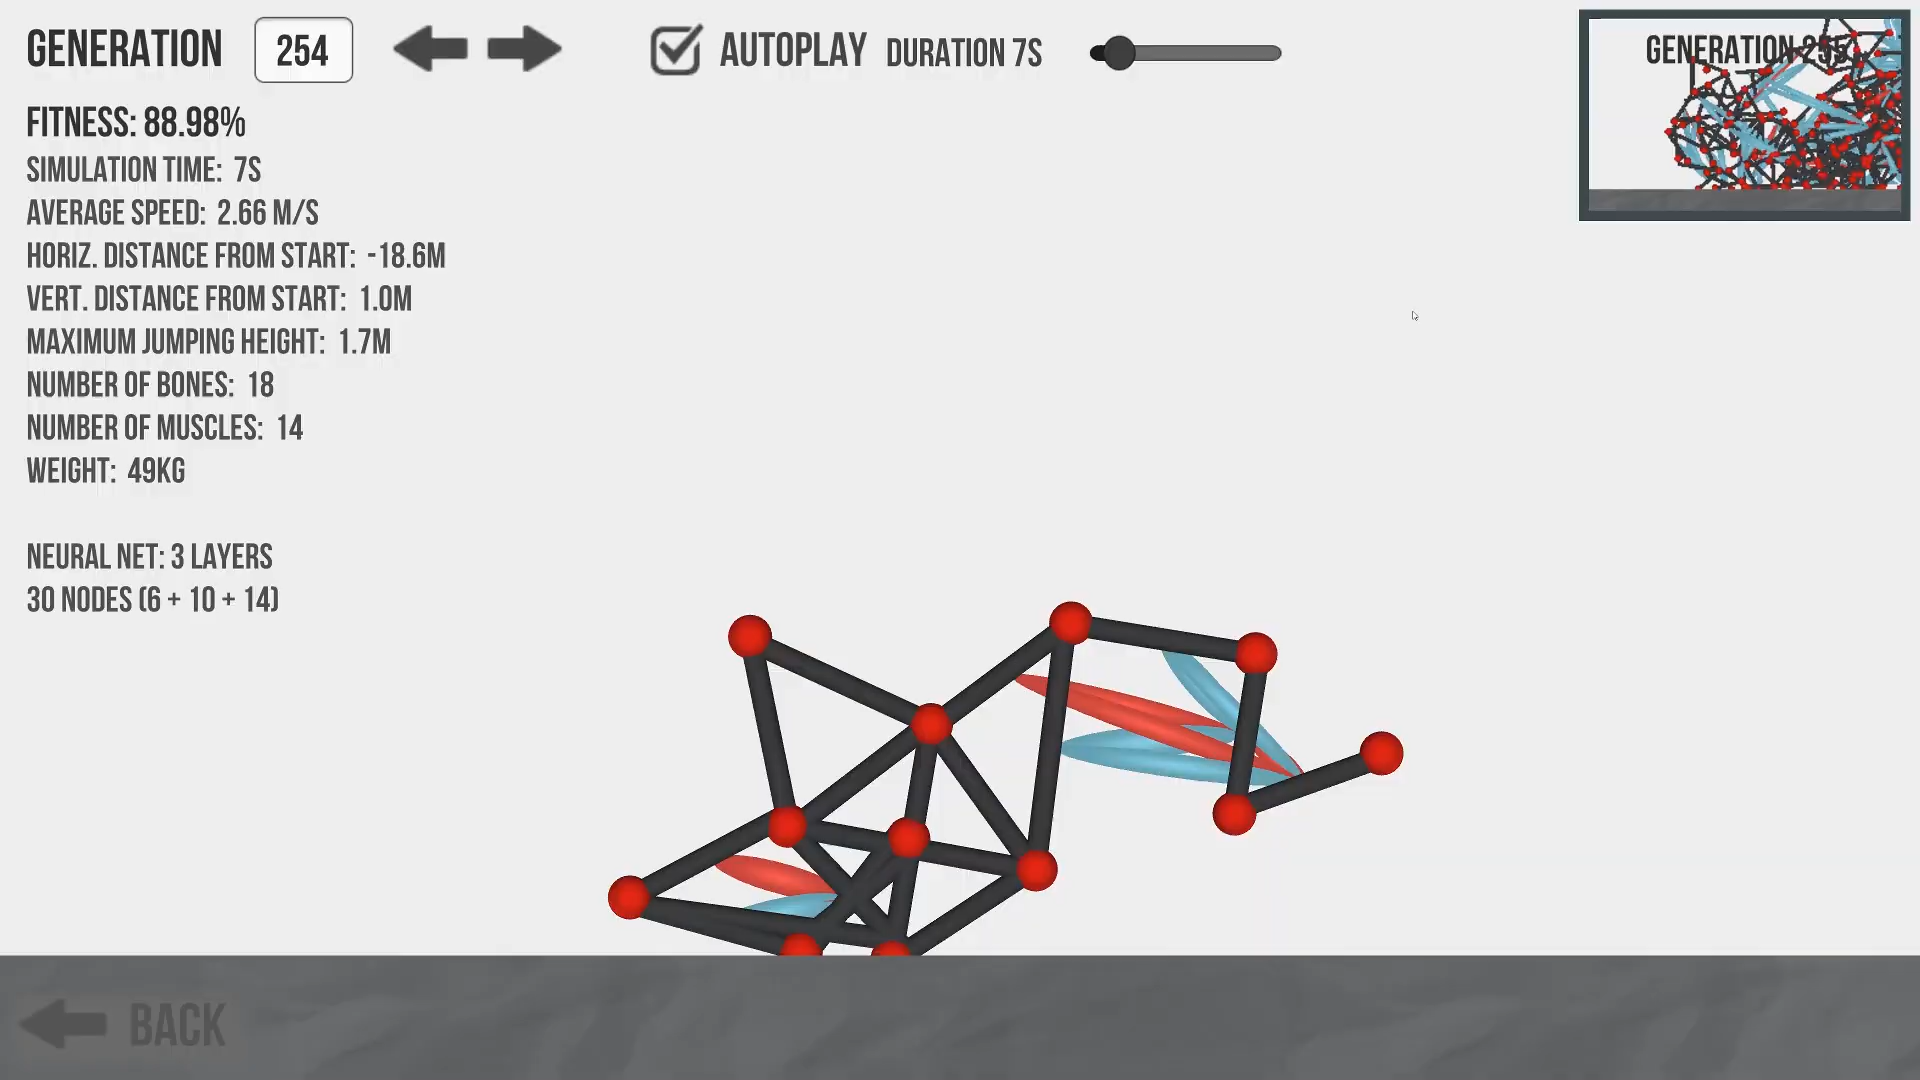 GENERATION 254 AUTOPLAY DURATION 7S
GENERATION 255
FITNESS: 88.98%
SIMULATION TIME: 7S
AVERAGE SPEED: 2.66 M/S
HORIZ. DISTANCE FROM START: -18.6M
VERT. DISTANCE FROM START: 1.0M
MAXIMUM JUMPING HEIGHT: 1.7M
NUMBER OF BONES: 18
NUMBER OF MUSCLES: 14
WEIGHT: 49KG
NEURAL NET: 3 LAYERS
30 NODES (6 + 10 + 14)
BACK